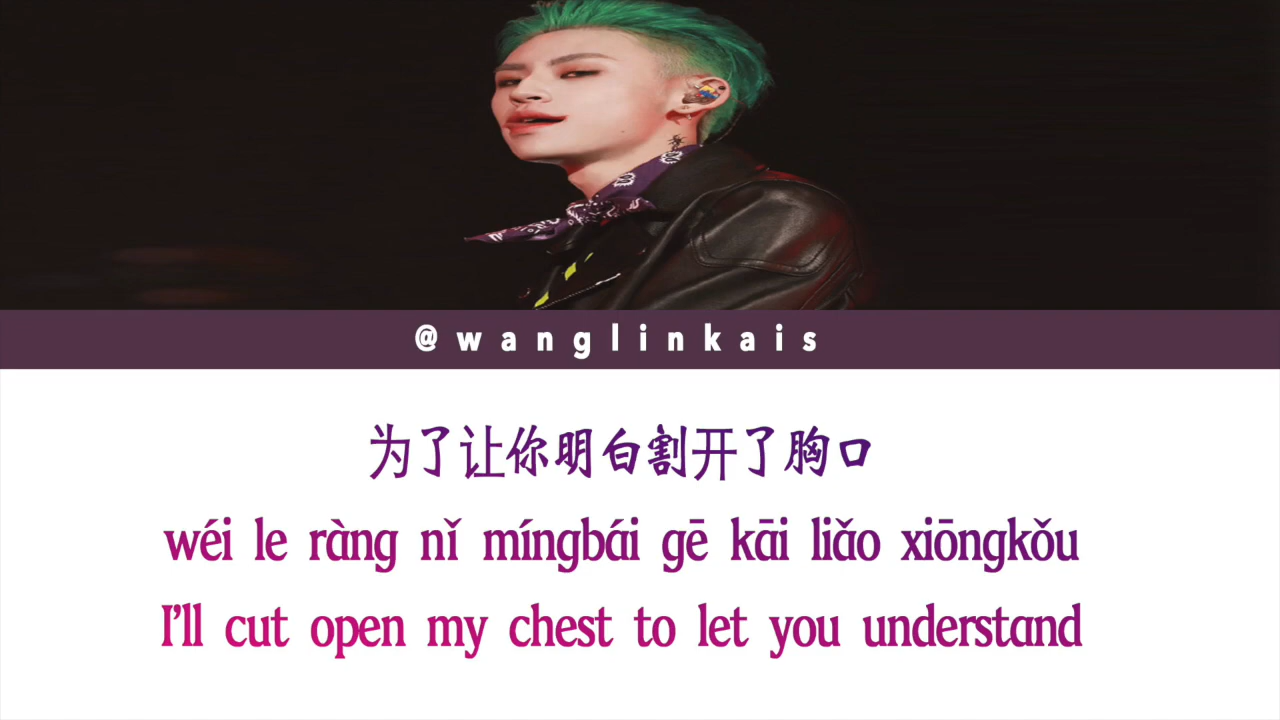 @wanglinkais
为了让你明白割开了胸口
wéi le ràng nǐ míngbái gē kāi liǎo xiōngkǒu
I'll cut open my chest to let you understand